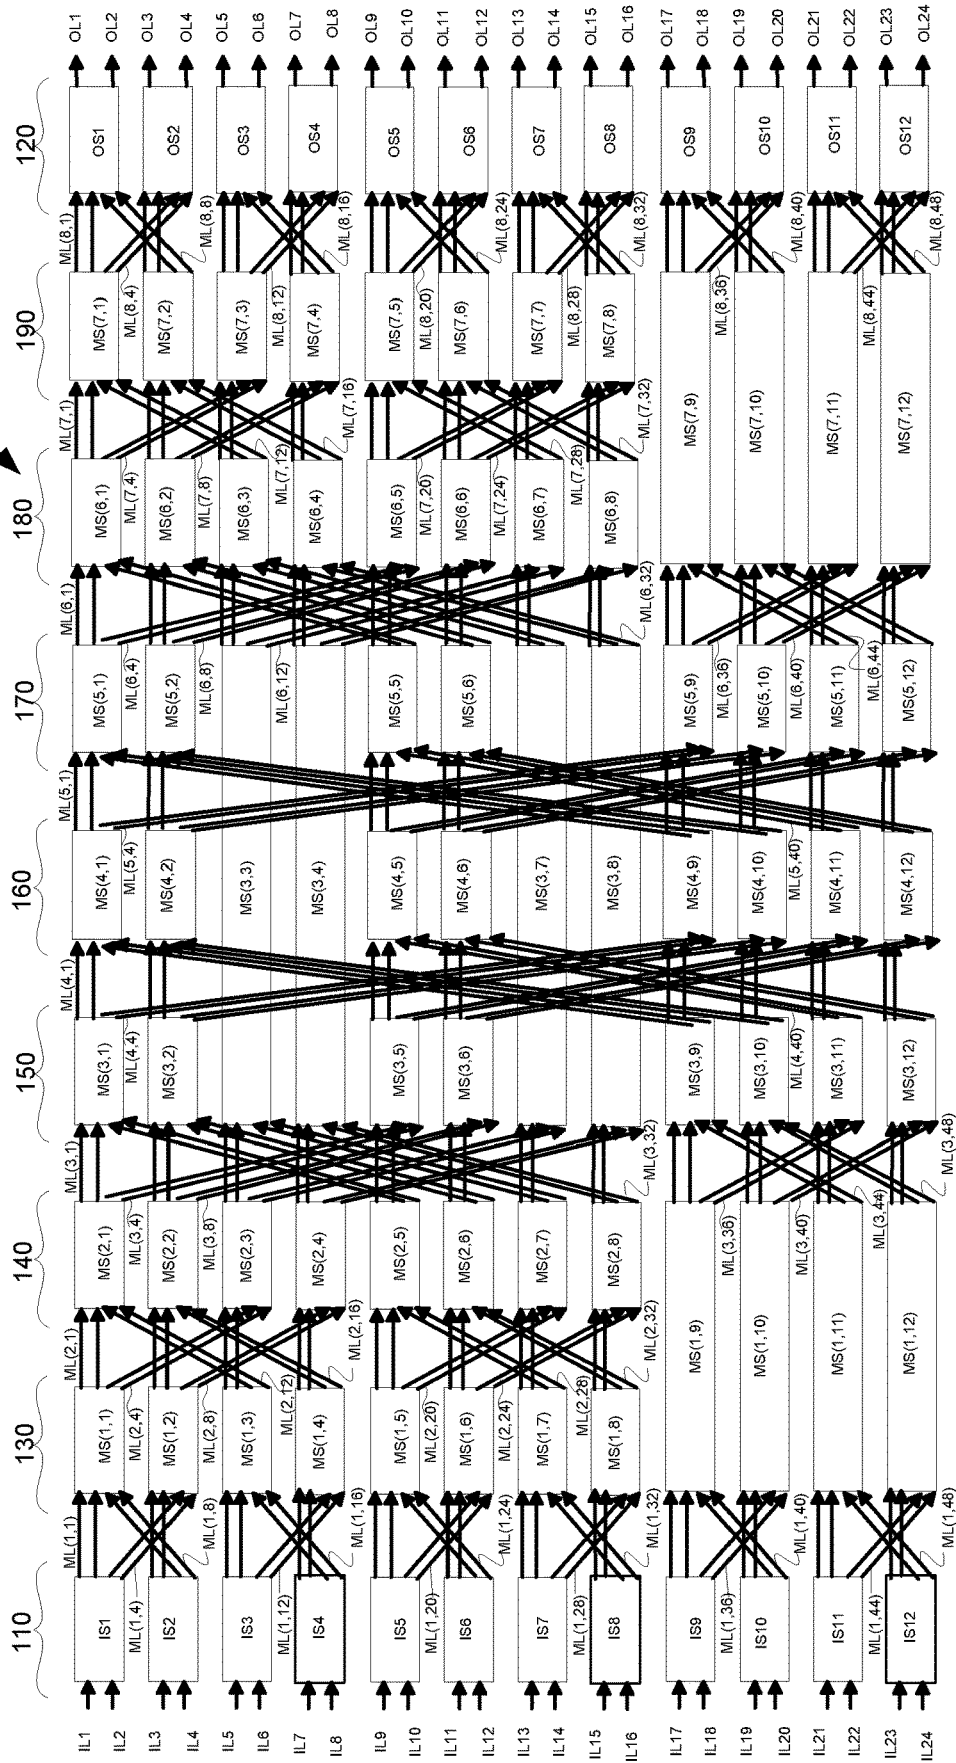 110
130
140
150
160
170
180
190
120
IL1
IL2
IL3
IL4
IL5
IL6
IL7
IL8
IL9
IL10
IL11
IL12
IL13
IL14
IL15
IL16
IL17
IL18
IL19
IL20
IL21
IL22
IL23
IL24
IS1
IS2
IS3
IS4
IS5
IS6
IS7
IS8
IS9
IS10
IS11
IS12
ML(1,1)
ML(1,4)
ML(1,8)
ML(1,12)
ML(1,16)
ML(1,20)
ML(1,24)
ML(1,28)
ML(1,32)
ML(1,36)
ML(1,40)
ML(1,44)
ML(1,48)
MS(1,1)
MS(1,2)
MS(1,3)
MS(1,4)
MS(1,5)
MS(1,6)
MS(1,7)
MS(1,8)
MS(1,9)
MS(1,10)
MS(1,11)
MS(1,12)
ML(2,1)
ML(2,4)
ML(2,8)
ML(2,12)
ML(2,16)
ML(2,20)
ML(2,24)
ML(2,28)
ML(2,32)
MS(2,1)
MS(2,2)
MS(2,3)
MS(2,4)
MS(2,5)
MS(2,6)
MS(2,7)
MS(2,8)
ML(3,1)
ML(3,4)
ML(3,8)
ML(3,32)
ML(3,36)
ML(3,40)
ML(3,44)
ML(3,48)
MS(3,1)
MS(3,2)
MS(3,5)
MS(3,6)
MS(3,9)
MS(3,10)
MS(3,11)
MS(3,12)
ML(4,1)
ML(4,4)
ML(4,40)
MS(4,1)
MS(4,2)
MS(3,3)
MS(3,4)
MS(4,5)
MS(4,6)
MS(3,7)
MS(3,8)
MS(4,9)
MS(4,10)
MS(4,11)
MS(4,12)
ML(5,1)
ML(5,4)
ML(5,40)
MS(5,1)
MS(5,2)
MS(5,5)
MS(5,6)
MS(5,9)
MS(5,10)
MS(5,11)
MS(5,12)
ML(6,1)
ML(6,4)
ML(6,8)
ML(6,12)
ML(6,32)
ML(6,36)
ML(6,40)
ML(6,44)
MS(6,1)
MS(6,2)
MS(6,3)
MS(6,4)
MS(6,5)
MS(6,6)
MS(6,7)
MS(6,8)
ML(7,1)
ML(7,4)
ML(7,8)
ML(7,12)
ML(7,16)
ML(7,20)
ML(7,24)
ML(7,28)
ML(7,32)
MS(7,1)
MS(7,2)
MS(7,3)
MS(7,4)
MS(7,5)
MS(7,6)
MS(7,7)
MS(7,8)
MS(7,9)
MS(7,10)
MS(7,11)
MS(7,12)
ML(8,1)
ML(8,4)
ML(8,8)
ML(8,12)
ML(8,16)
ML(8,20)
ML(8,24)
ML(8,28)
ML(8,32)
ML(8,36)
ML(8,40)
ML(8,44)
ML(8,48)
OS1
OS2
OS3
OS4
OS5
OS6
OS7
OS8
OS9
OS10
OS11
OS12
OL1
OL2
OL3
OL4
OL5
OL6
OL7
OL8
OL9
OL10
OL11
OL12
OL13
OL14
OL15
OL16
OL17
OL18
OL19
OL20
OL21
OL22
OL23
OL24